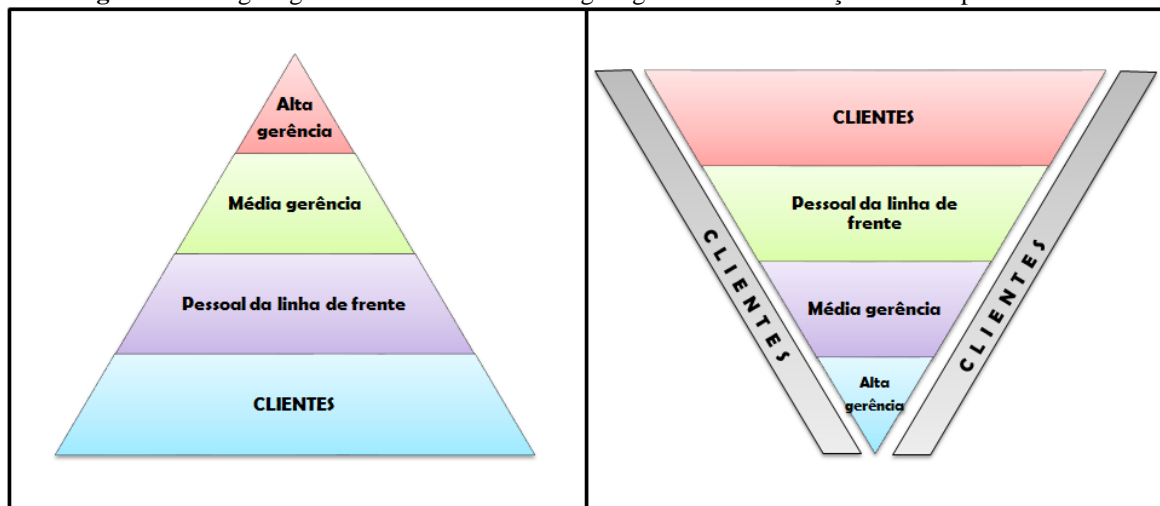 Alta
gerência
Média gerência
Pessoal da linha de frente
CLIENTES
CLIENTES
Pessoal da linha de
frente
Média gerência
Alta
gerência
CLIENTES
CLIENTES